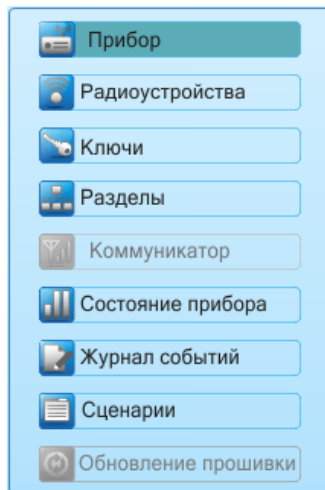 Прибор
Радиоустройства
Ключи
Разделы
Коммуникатор
Состояние прибора
Журнал событий
Сценарии
Обновление прошивки